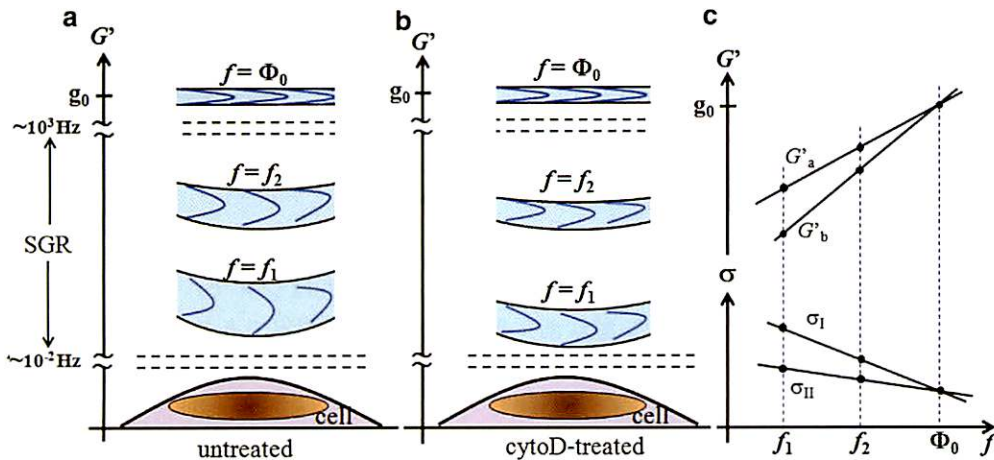 a
G'
f = Φ₀
g₀
~10³Hz
f = f₂
SGR
f = f₁
~10⁻²Hz
cell
untreated
b
G'
f = Φ₀
g₀
f = f₂
f = f₁
cell
cytoD-treated
c
G'
g₀
G'a
G'b
σ
σI
σII
f₁
f₂
Φ₀
f